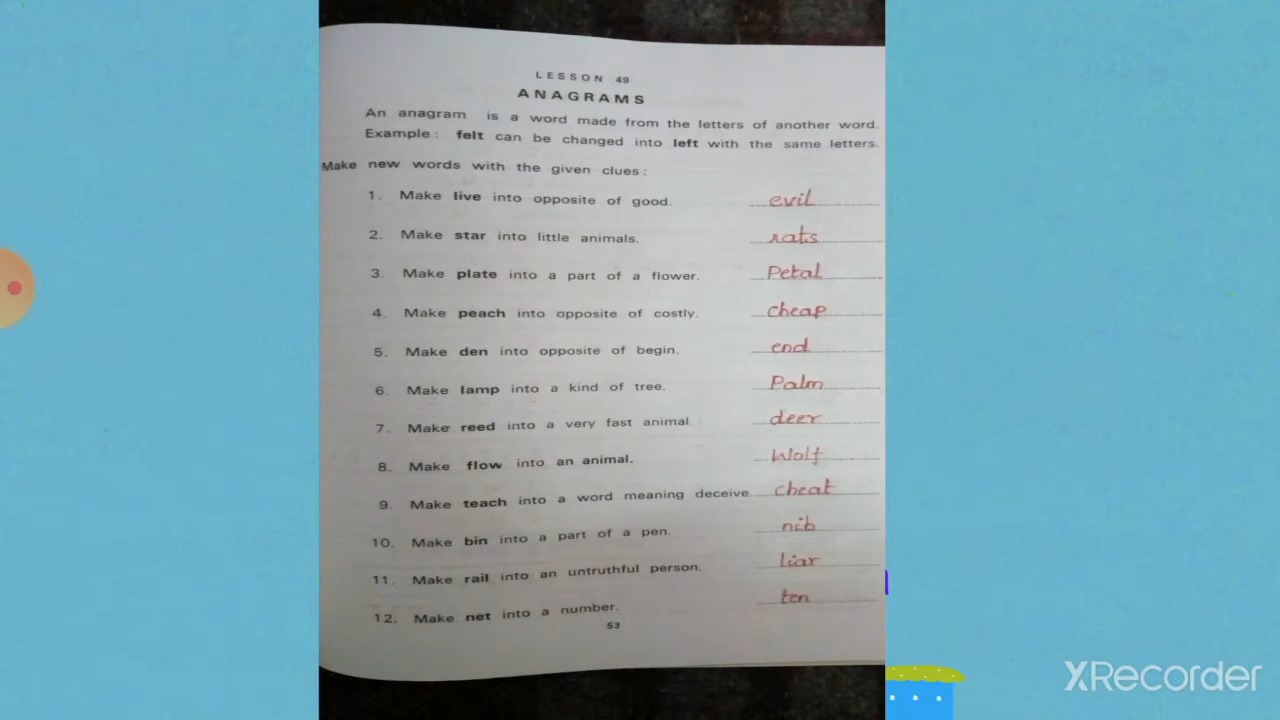 LESSON 49
ANAGRAMS
An anagram is a word made from the letters of another word.
Example: felt can be changed into left with the same letters.
Make new words with the given clues:
1. Make live into opposite of good. evil
2. Make star into little animals. rats
3. Make plate into a part of a flower. Petal
4. Make peach into opposite of costly. cheap
5. Make den into opposite of begin. end
6. Make lamp into a kind of tree. Palm
7. Make reed into a very fast animal. deer
8. Make flow into an animal. Wolf
9. Make teach into a word meaning deceive. cheat
10. Make bin into a part of a pen. nib
11. Make rail into an untruthful person. liar
12. Make net into a number. ten
53
XRecorder